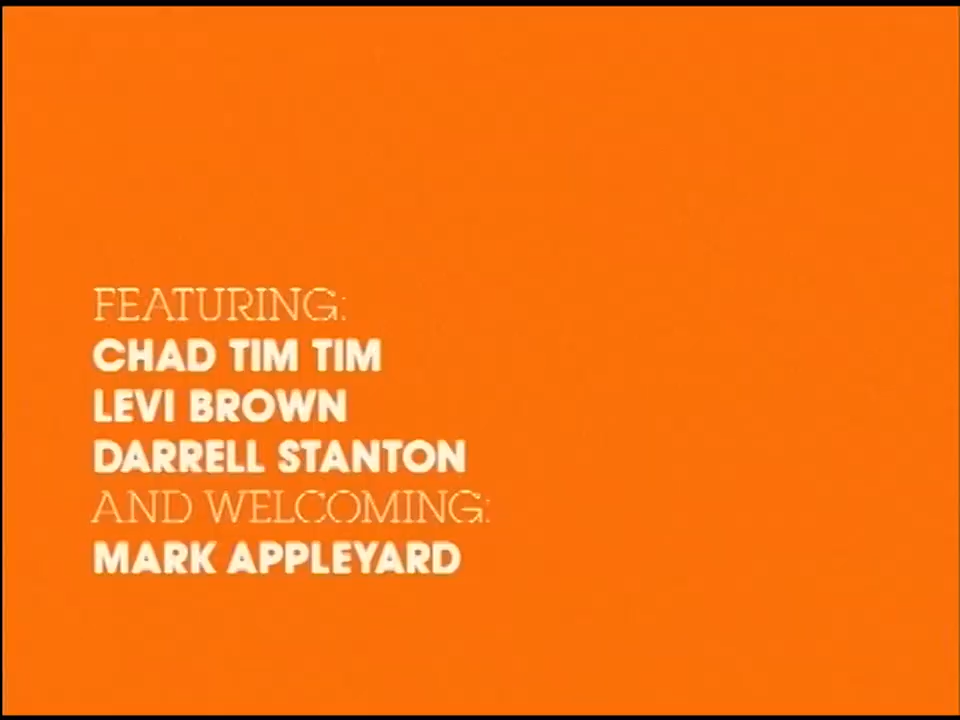 FEATURING:
CHAD TIM TIM
LEVI BROWN
DARRELL STANTON
AND WELCOMING:
MARK APPLEYARD